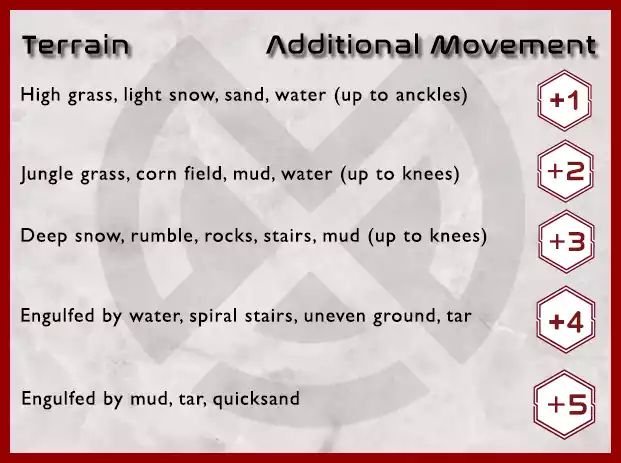 Terrain Additional Movement
High grass, light snow, sand, water (up to anckles) +1
Jungle grass, corn field, mud, water (up to knees) +2
Deep snow, rumble, rocks, stairs, mud (up to knees) +3
Engulfed by water, spiral stairs, uneven ground, tar +4
Engulfed by mud, tar, quicksand +5